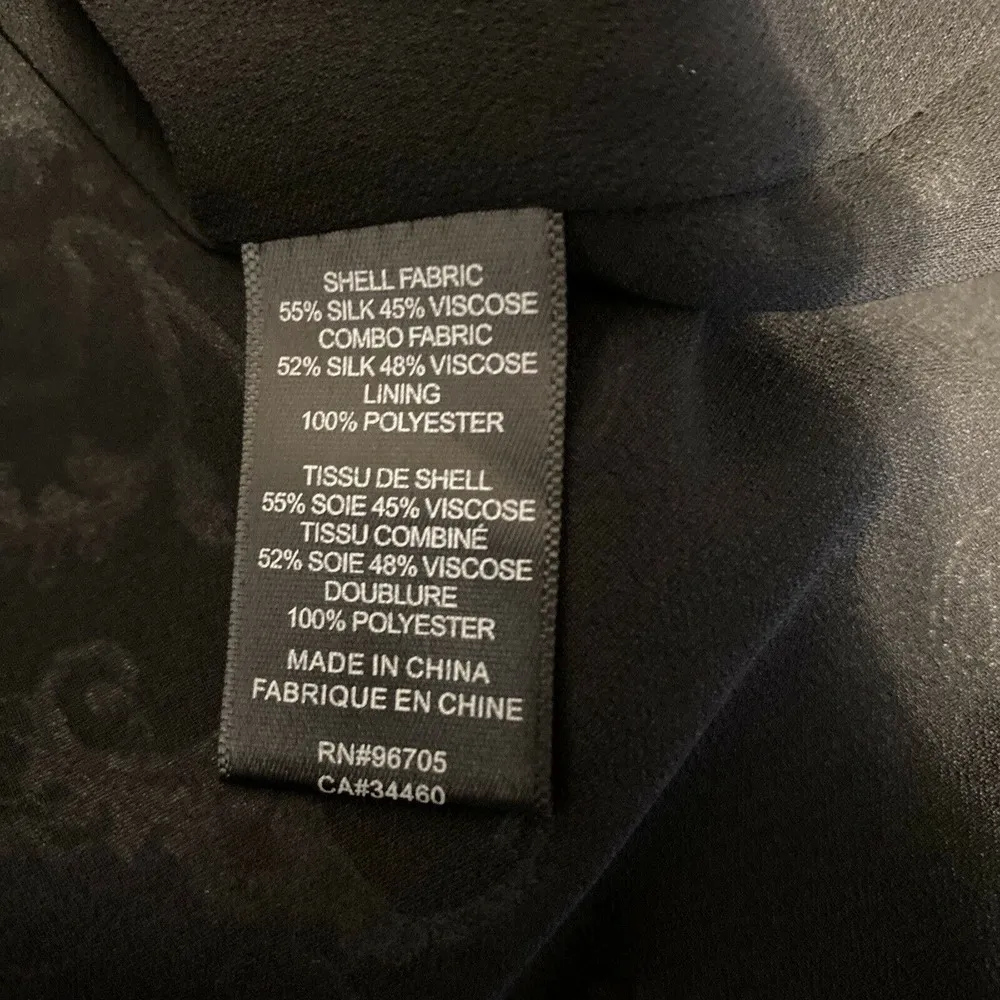 SHELL FABRIC
55% SILK 45% VISCOSE
COMBO FABRIC
52% SILK 48% VISCOSE
LINING
100% POLYESTER
TISSU DE SHELL
55% SOIE 45% VISCOSE
TISSU COMBINÉ
52% SOIE 48% VISCOSE
DOUBLURE
100% POLYESTER
MADE IN CHINA
FABRIQUE EN CHINE
RN#96705
CA#34460